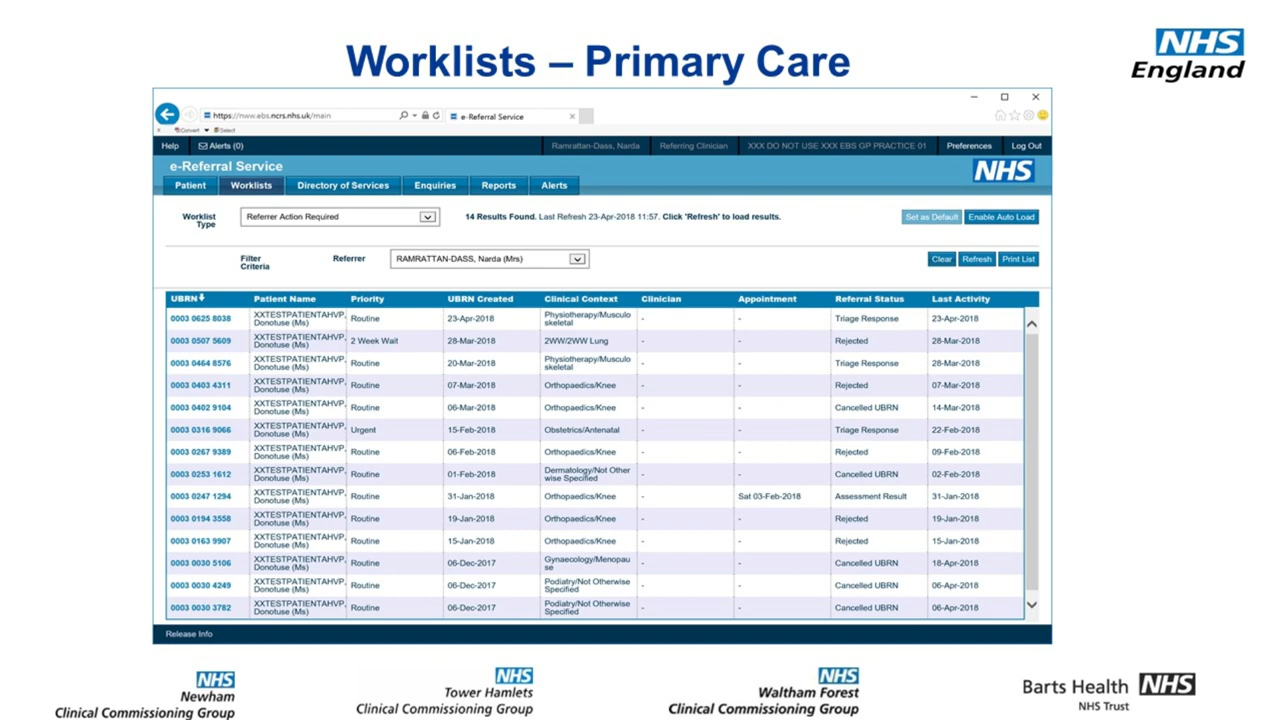 Worklists – Primary Care
NHS
England
https://nww.ebs.ncrs.nhs.uk/main
e-Referral Service
Convert
Select
Help Alerts (0) Ramrattan-Dass, Narda Referring Clinician XXX DO NOT USE XXX EBS GP PRACTICE 01 Preferences Log Out
e-Referral Service NHS
Patient Worklists Directory of Services Enquiries Reports Alerts
Worklist Type Referrer Action Required 14 Results Found. Last Refresh 23-Apr-2018 11:57. Click 'Refresh' to load results. Set as Default Enable Auto Load
Filter Criteria Referrer RAMRATTAN-DASS, Narda (Mrs) Clear Refresh Print List
UBRN Patient Name Priority UBRN Created Clinical Context Clinician Appointment Referral Status Last Activity
0003 0625 8038 XXTESTPATIENTAHVP, Donotuse (Ms) Routine 23-Apr-2018 Physiotherapy/Musculo skeletal - - Triage Response 23-Apr-2018
0003 0507 5609 XXTESTPATIENTAHVP, Donotuse (Ms) 2 Week Wait 28-Mar-2018 2WW/2WW Lung - - Rejected 28-Mar-2018
0003 0464 8576 XXTESTPATIENTAHVP, Donotuse (Ms) Routine 20-Mar-2018 Physiotherapy/Musculo skeletal - - Triage Response 28-Mar-2018
0003 0403 4311 XXTESTPATIENTAHVP, Donotuse (Ms) Routine 07-Mar-2018 Orthopaedics/Knee - - Rejected 07-Mar-2018
0003 0402 9104 XXTESTPATIENTAHVP, Donotuse (Ms) Routine 06-Mar-2018 Orthopaedics/Knee - - Cancelled UBRN 14-Mar-2018
0003 0316 9066 XXTESTPATIENTAHVP, Donotuse (Ms) Urgent 15-Feb-2018 Obstetrics/Antenatal - - Triage Response 22-Feb-2018
0003 0267 9389 XXTESTPATIENTAHVP, Donotuse (Ms) Routine 06-Feb-2018 Orthopaedics/Knee - - Rejected 09-Feb-2018
0003 0253 1612 XXTESTPATIENTAHVP, Donotuse (Ms) Routine 01-Feb-2018 Dermatology/Not Other wise Specified - - Cancelled UBRN 02-Feb-2018
0003 0247 1294 XXTESTPATIENTAHVP, Donotuse (Ms) Routine 31-Jan-2018 Orthopaedics/Knee - Sat 03-Feb-2018 Assessment Result 31-Jan-2018
0003 0194 3558 XXTESTPATIENTAHVP, Donotuse (Ms) Routine 19-Jan-2018 Orthopaedics/Knee - - Rejected 19-Jan-2018
0003 0163 9907 XXTESTPATIENTAHVP, Donotuse (Ms) Routine 15-Jan-2018 Orthopaedics/Knee - - Rejected 15-Jan-2018
0003 0030 5106 XXTESTPATIENTAHVP, Donotuse (Ms) Routine 06-Dec-2017 Gynaecology/Menopau se - - Cancelled UBRN 18-Apr-2018
0003 0030 4249 XXTESTPATIENTAHVP, Donotuse (Ms) Routine 06-Dec-2017 Podiatry/Not Otherwise Specified - - Cancelled UBRN 06-Apr-2018
0003 0030 3782 XXTESTPATIENTAHVP, Donotuse (Ms) Routine 06-Dec-2017 Podiatry/Not Otherwise Specified - - Cancelled UBRN 06-Apr-2018
Release Info
NHS
Newham
Clinical Commissioning Group
NHS
Tower Hamlets
Clinical Commissioning Group
NHS
Waltham Forest
Clinical Commissioning Group
Barts Health NHS
NHS Trust